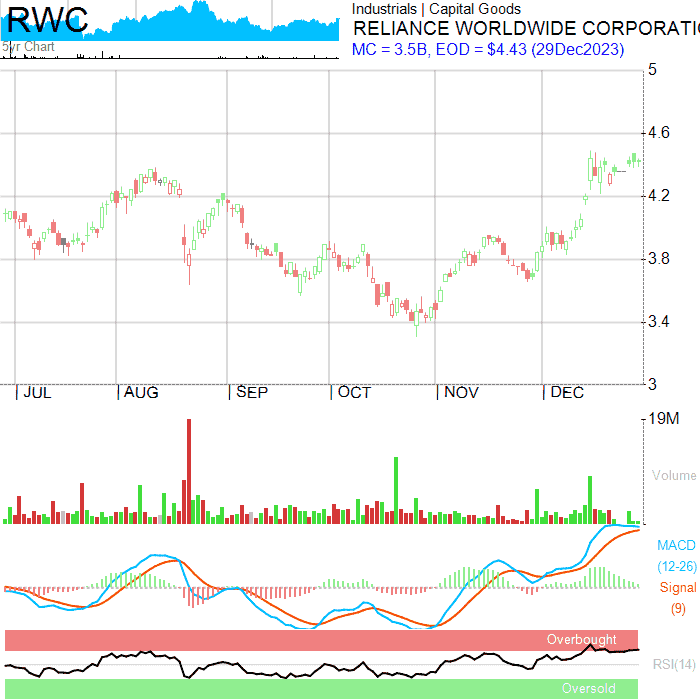 RWC
5yr Chart
Industrials | Capital Goods
RELIANCE WORLDWIDE CORPORATI
MC = 3.5B, EOD = $4.43 (29Dec2023)
5
4.6
4.2
3.8
3.4
3
JUL
AUG
SEP
OCT
NOV
DEC
19M
Volume
MACD
(12-26)
Signal
(9)
Overbought
RSI(14)
Oversold